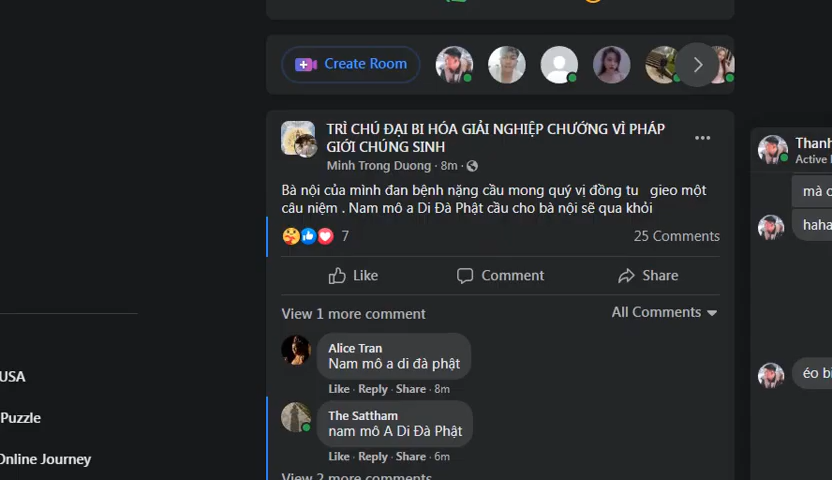 Create Room
TRÌ CHÚ ĐẠI BI HÓA GIẢI NGHIỆP CHƯỚNG VÌ PHÁP
GIỚI CHÚNG SINH
Minh Trong Duong · 8m ·
Bà nội của mình đan bệnh nặng cầu mong quý vị đồng tu gieo một
câu niệm . Nam mô a Di Đà Phật cầu cho bà nội sẽ qua khỏi
7
25 Comments
Like
Comment
Share
View 1 more comment
All Comments
Alice Tran
Nam mô a di đà phật
Like · Reply · Share · 8m
The Sattham
nam mô A Di Đà Phật
Like · Reply · Share · 6m
View 2 more comments
USA
Puzzle
Online Journey
Thanh
Active
mà
haha
éo